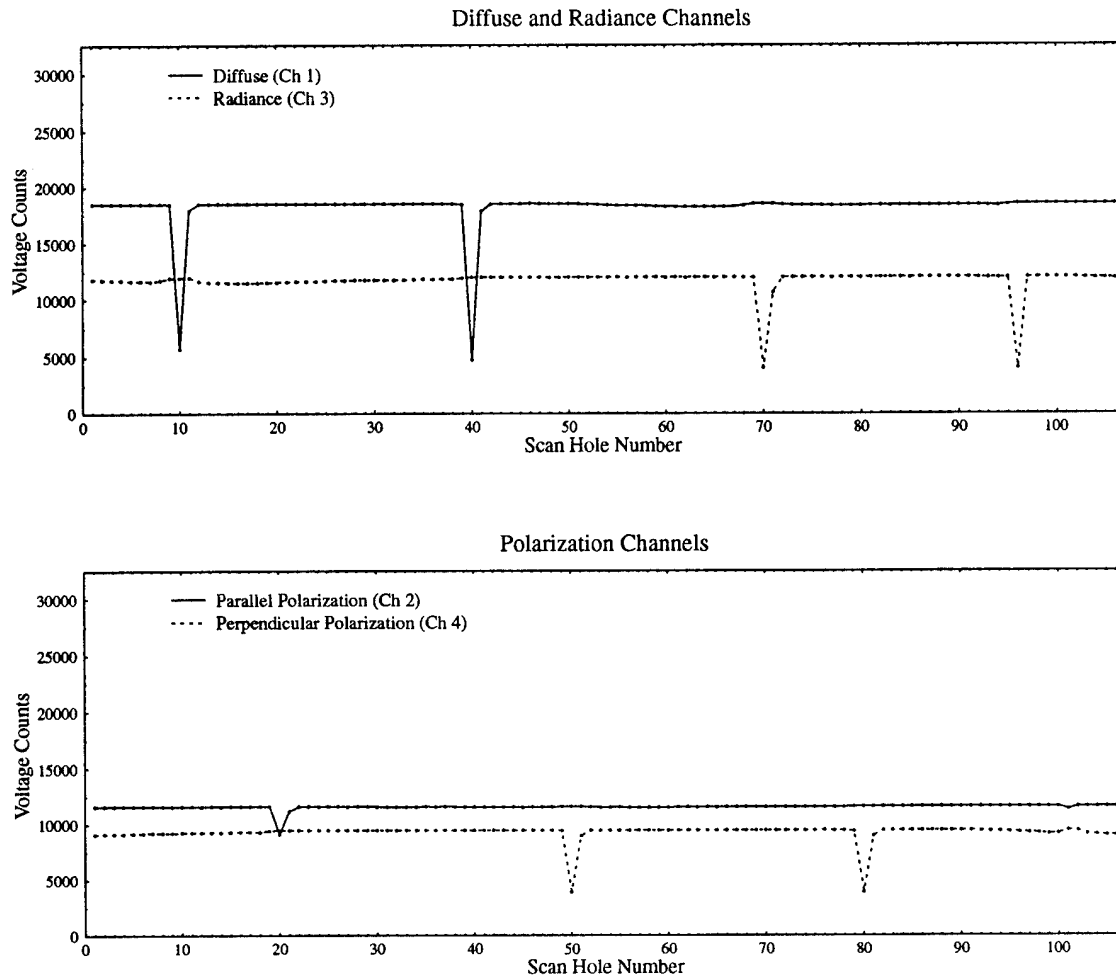 Diffuse and Radiance Channels
Diffuse (Ch 1)
Radiance (Ch 3)
30000
25000
20000
15000
10000
5000
0
Voltage Counts
0 10 20 30 40 50 60 70 80 90 100
Scan Hole Number
Polarization Channels
Parallel Polarization (Ch 2)
Perpendicular Polarization (Ch 4)
30000
25000
20000
15000
10000
5000
0
Voltage Counts
0 10 20 30 40 50 60 70 80 90 100
Scan Hole Number